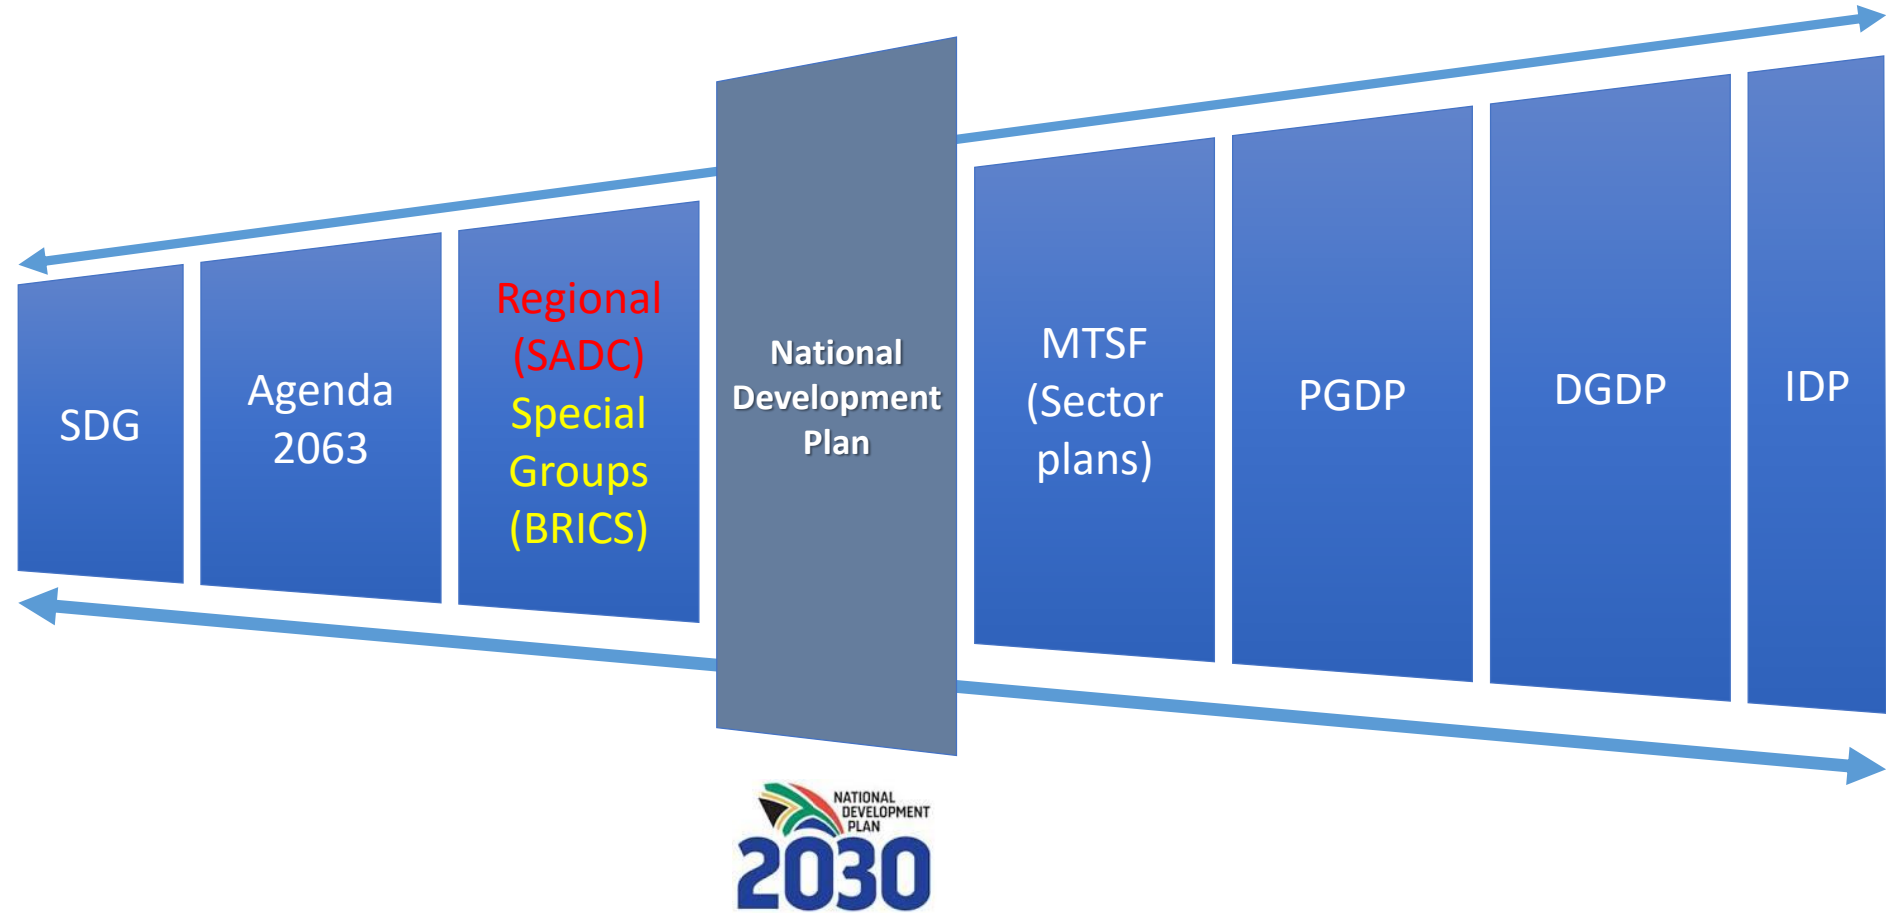 SDG
Agenda
2063
Regional
(SADC)
Special
Groups
(BRICS)
National
Development
Plan
MTSF
(Sector
plans)
PGDP
DGDP
IDP
NATIONAL
DEVELOPMENT
PLAN
2030